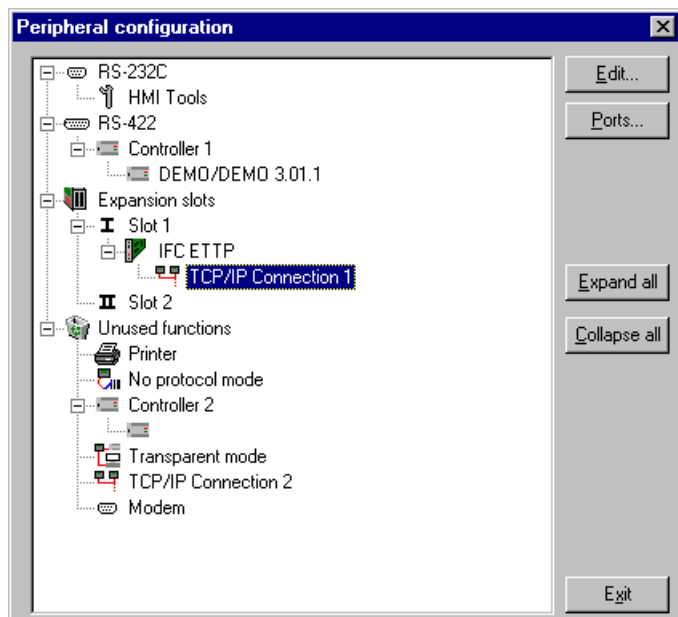 Peripheral configuration
RS-232C
HMI Tools
RS-422
Controller 1
DEMO/DEMO 3.01.1
Expansion slots
I Slot 1
IFC ETTP
TCP/IP Connection 1
II Slot 2
Unused functions
Printer
No protocol mode
Controller 2
Transparent mode
TCP/IP Connection 2
Modem
Edit...
Ports...
Expand all
Collapse all
Exit